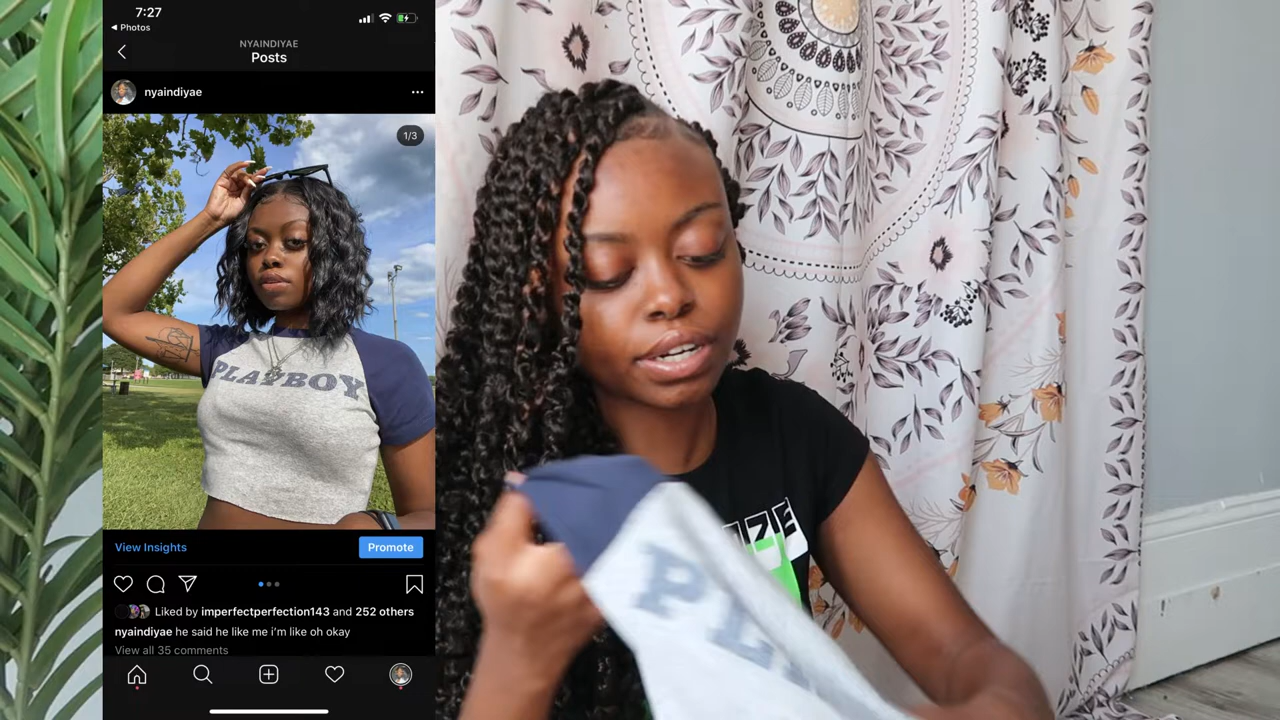 7:27
Photos
NYAINDIYAE
Posts
nyaindiyae
1/3
PLAYBOY
View Insights
Promote
Liked by imperfectperfection143 and 252 others
nyaindiyae he said he like me i'm like oh okay
View all 35 comments
PL